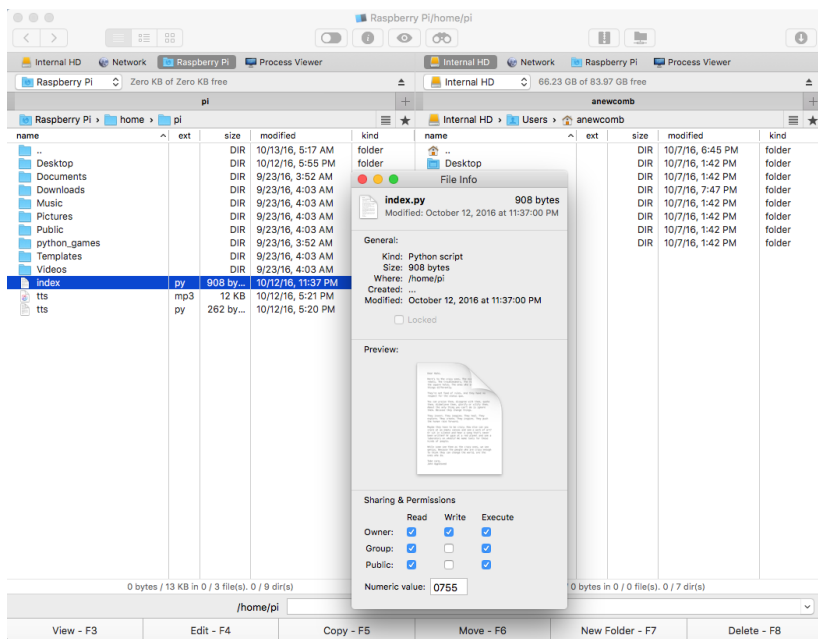 Raspberry Pi/home/pi
Internal HD Network Raspberry Pi Process Viewer
Internal HD Network Raspberry Pi Process Viewer
Raspberry Pi Zero KB of Zero KB free
Internal HD 66.23 GB of 83.97 GB free
pi +
anewcomb +
Raspberry Pi › home › pi
Internal HD › Users › anewcomb
name ext size modified kind
.. DIR 10/13/16, 5:17 AM folder
Desktop DIR 10/12/16, 5:55 PM folder
Documents DIR 9/23/16, 3:52 AM
Downloads DIR 9/23/16, 4:03 AM
Music DIR 9/23/16, 4:03 AM
Pictures DIR 9/23/16, 4:03 AM
Public DIR 9/23/16, 4:03 AM
python_games DIR 9/23/16, 3:52 AM
Templates DIR 9/23/16, 4:03 AM
Videos DIR 9/23/16, 4:03 AM
index py 908 by... 10/12/16, 11:37 PM
tts mp3 12 KB 10/12/16, 5:21 PM
tts py 262 by... 10/12/16, 5:20 PM
name ext size modified kind
.. DIR 10/7/16, 6:45 PM folder
Desktop DIR 10/7/16, 1:42 PM folder
DIR 10/7/16, 1:42 PM folder
DIR 10/7/16, 7:47 PM folder
DIR 10/7/16, 1:42 PM folder
DIR 10/7/16, 1:42 PM folder
DIR 10/7/16, 1:42 PM folder
DIR 10/7/16, 1:42 PM folder
File Info
index.py 908 bytes
Modified: October 12, 2016 at 11:37:00 PM
General:
Kind: Python script
Size: 908 bytes
Where: /home/pi
Created: ...
Modified: October 12, 2016 at 11:37:00 PM
Locked
Preview:
Sharing & Permissions
Read Write Execute
Owner:
Group:
Public:
Numeric value: 0755
0 bytes / 13 KB in 0 / 3 file(s). 0 / 9 dir(s)
0 bytes in 0 / 0 file(s). 0 / 7 dir(s)
/home/pi
View - F3 Edit - F4 Copy - F5 Move - F6 New Folder - F7 Delete - F8